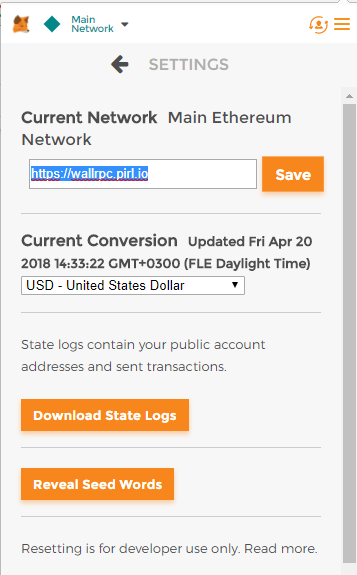 Main
Network
SETTINGS
Current Network Main Ethereum
Network
https://wallrpc.pirl.io
Save
Current Conversion Updated Fri Apr 20
2018 14:33:22 GMT+0300 (FLE Daylight Time)
USD - United States Dollar
State logs contain your public account
addresses and sent transactions.
Download State Logs
Reveal Seed Words
Resetting is for developer use only. Read more.